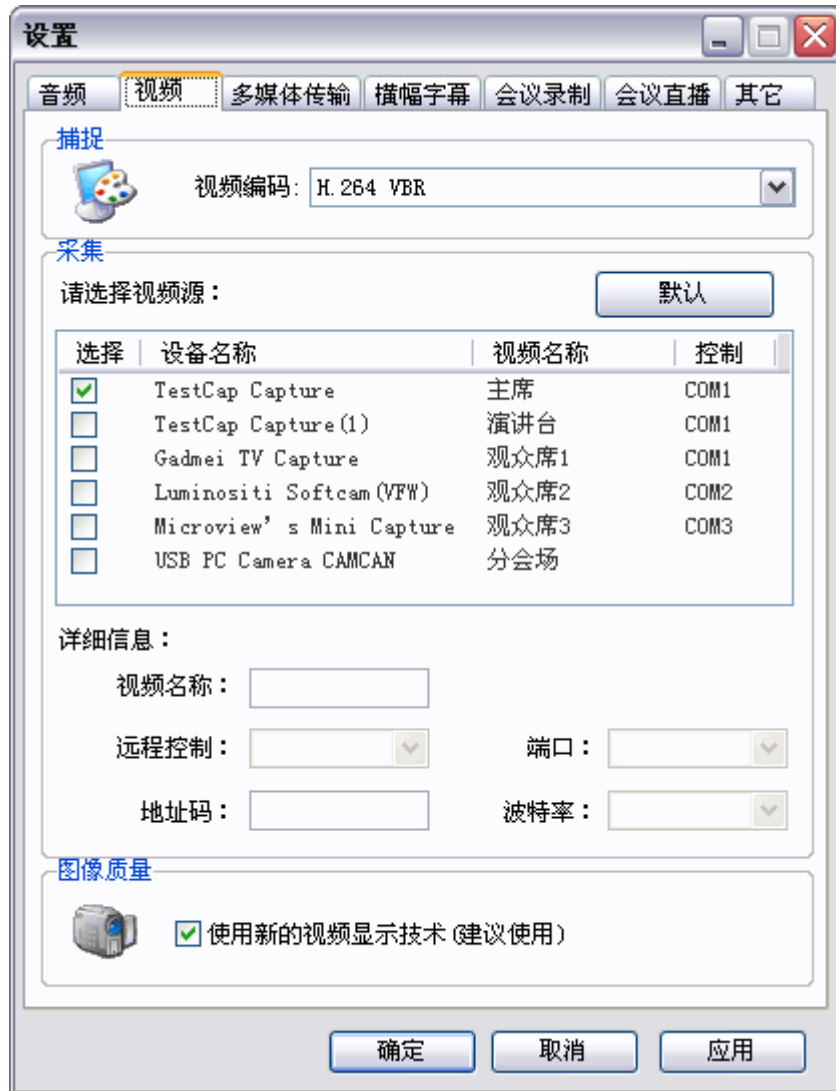 设置
音频 视频 多媒体传输 横幅字幕 会议录制 会议直播 其它
捕捉
视频编码: H.264 VBR
采集
请选择视频源： 默认
选择 设备名称 视频名称 控制
TestCap Capture 主席 COM1
TestCap Capture(1) 演讲台 COM1
Gadmei TV Capture 观众席1 COM1
Luminositi Softcam(VFW) 观众席2 COM2
Microview’s Mini Capture 观众席3 COM3
USB PC Camera CAMCAN 分会场
详细信息：
视频名称：
远程控制： 端口：
地址码： 波特率：
图像质量
使用新的视频显示技术(建议使用)
确定 取消 应用